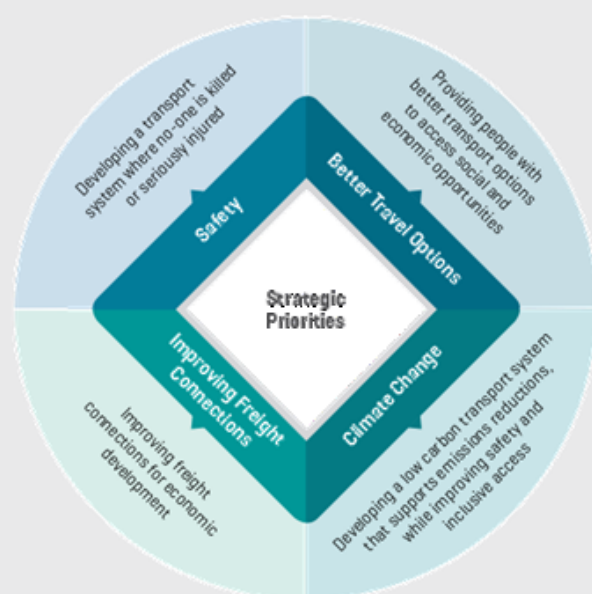 Developing a transport
system where no-one is killed
or seriously injured
Safety
Providing people with
better transport options
to access social and
economic opportunities
Better Travel Options
Strategic
Priorities
Improving Freight
Connections
Improving freight
connections for economic
development
Climate Change
Developing a low carbon transport system
that supports emissions reductions,
while improving safety and
inclusive access